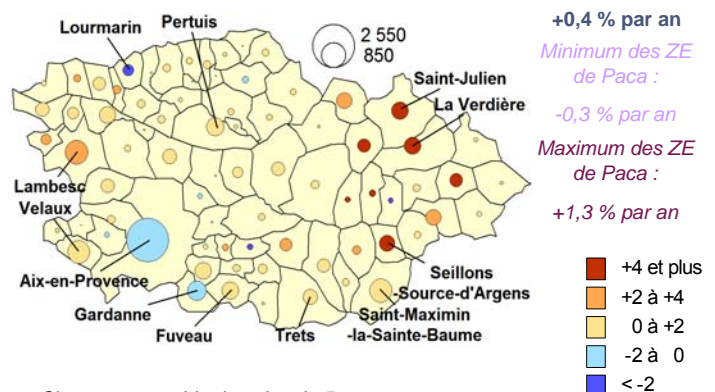 Lourmarin
Pertuis
2 550
850
Saint-Julien
La Verdière
Lambesc
Velaux
Aix-en-Provence
Gardanne
Fuveau
Trets
Seillons
-Source-d'Argens
Saint-Maximin
-la-Sainte-Baume
+0,4 % par an
Minimum des ZE
de Paca :
-0,3 % par an
Maximum des ZE
de Paca :
+1,3 % par an
+4 et plus
+2 à +4
0 à +2
-2 à 0
< -2